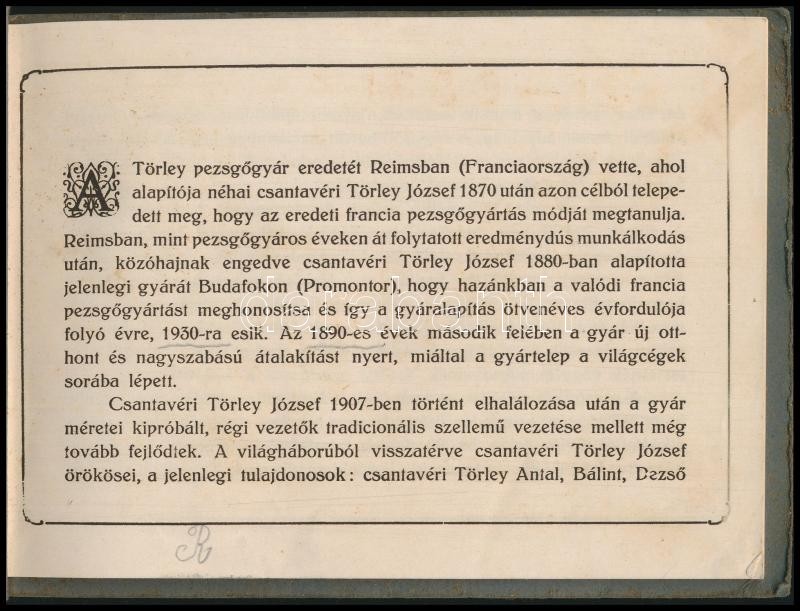 A Törley pezsgőgyár eredetét Reimsban (Franciaország) vette, ahol
alapítója néhai csantavéri Törley József 1870 után azon célból telepe-
dett meg, hogy az eredeti francia pezsgőgyártás módját megtanulja.
Reimsban, mint pezsgőgyáros éveken át folytatott eredménydús munkálkodás
után, közóhajnak engedve csantavéri Törley József 1880-ban alapította
jelenlegi gyárát Budafokon (Promontor), hogy hazánkban a valódi francia
pezsgőgyártást meghonosítsa és így a gyáralapítás ötvenéves évfordulója
folyó évre, 1930-ra esik. Az 1890-es évek második felében a gyár új ott-
hont és nagyszabású átalakítást nyert, miáltal a gyártelep a világcégek
sorába lépett.
Csantavéri Törley József 1907-ben történt elhalálozása után a gyár
méretei kipróbált, régi vezetők tradicionális szellemű vezetése mellett még
tovább fejlődtek. A világháborúból visszatérve csantavéri Törley József
örökösei, a jelenlegi tulajdonosok: csantavéri Törley Antal, Bálint, Dezső
R
darabanth